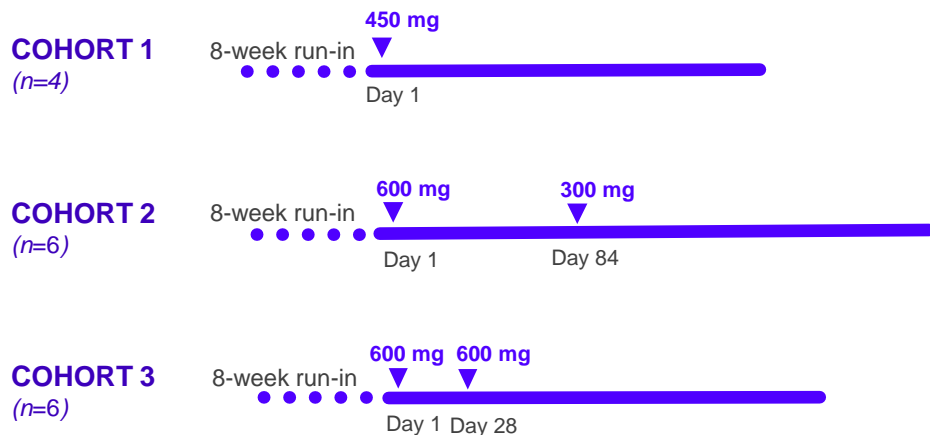 450 mg
COHORT 1
8-week run-in
(n=4)
Day 1
600 mg
300 mg
COHORT 2
8-week run-in
(n=6)
Day 1
Day 84
600 mg
600 mg
COHORT 3
8-week run-in
(n=6)
Day 1
Day 28